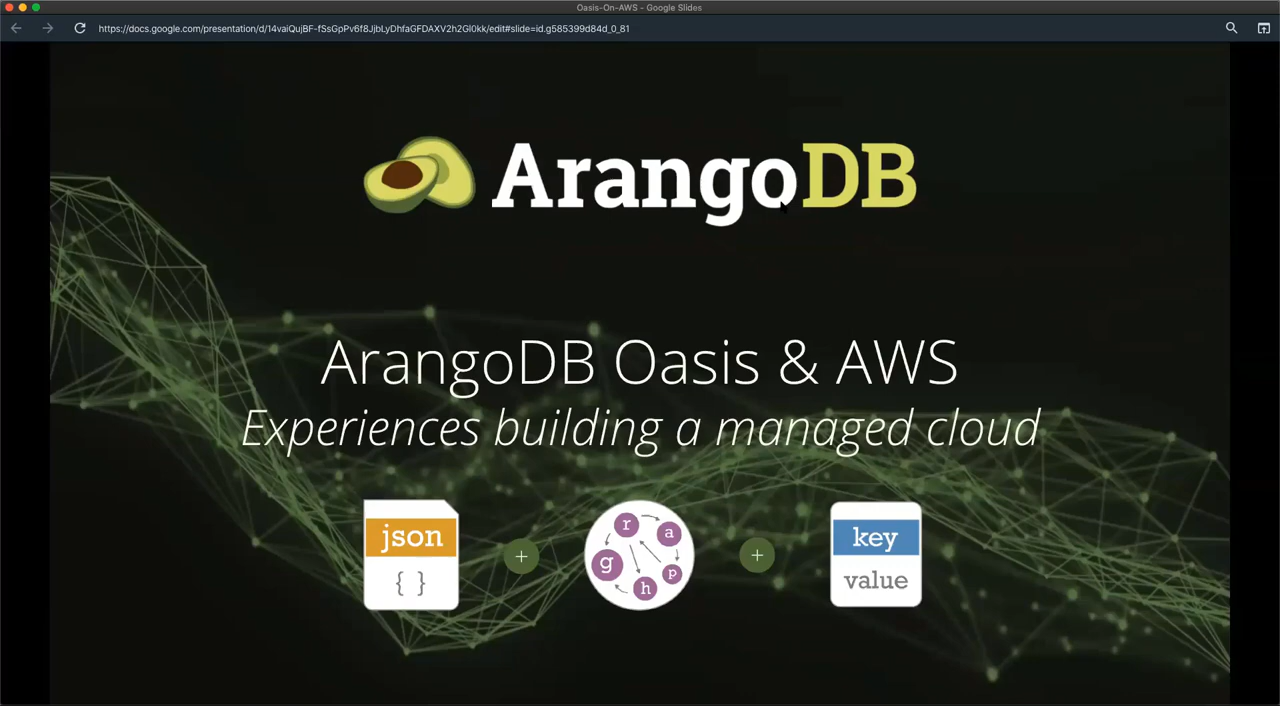 Oasis-On-AWS - Google Slides
https://docs.google.com/presentation/d/14vaiQujBF-fSsGpPv6f8JjbLyDhfaGFDAXV2h2Gl0kk/edit#slide=id.g585399d84d_0_81
ArangoDB
ArangoDB Oasis & AWS
Experiences building a managed cloud
json
{ }
+
g r a p h
+
key
value